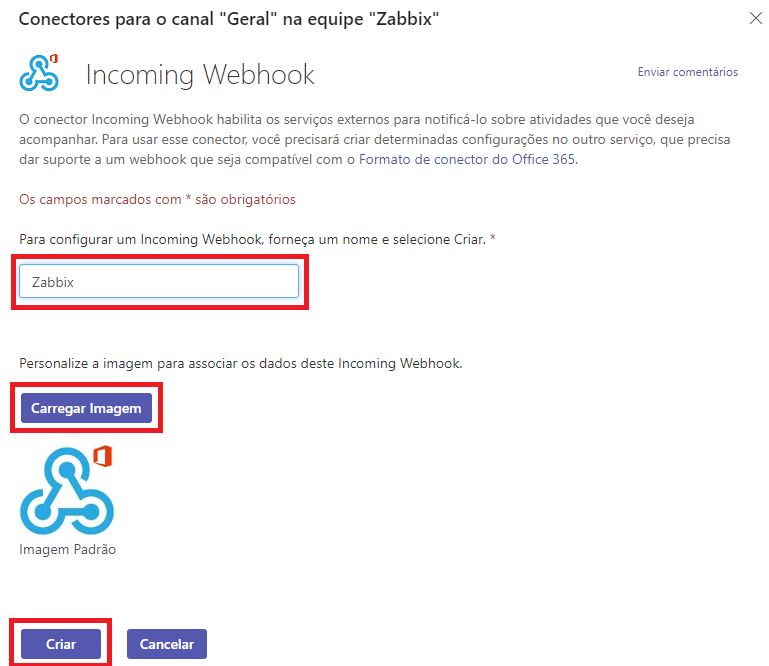 Conectores para o canal "Geral" na equipe "Zabbix"
Incoming Webhook
Enviar comentários
O conector Incoming Webhook habilita os serviços externos para notificá-lo sobre atividades que você deseja
acompanhar. Para usar esse conector, você precisará criar determinadas configurações no outro serviço, que precisa
dar suporte a um webhook que seja compatível com o Formato de conector do Office 365.
Os campos marcados com * são obrigatórios
Para configurar um Incoming Webhook, forneça um nome e selecione Criar. *
Zabbix
Personalize a imagem para associar os dados deste Incoming Webhook.
Carregar Imagem
Imagem Padrão
Criar
Cancelar